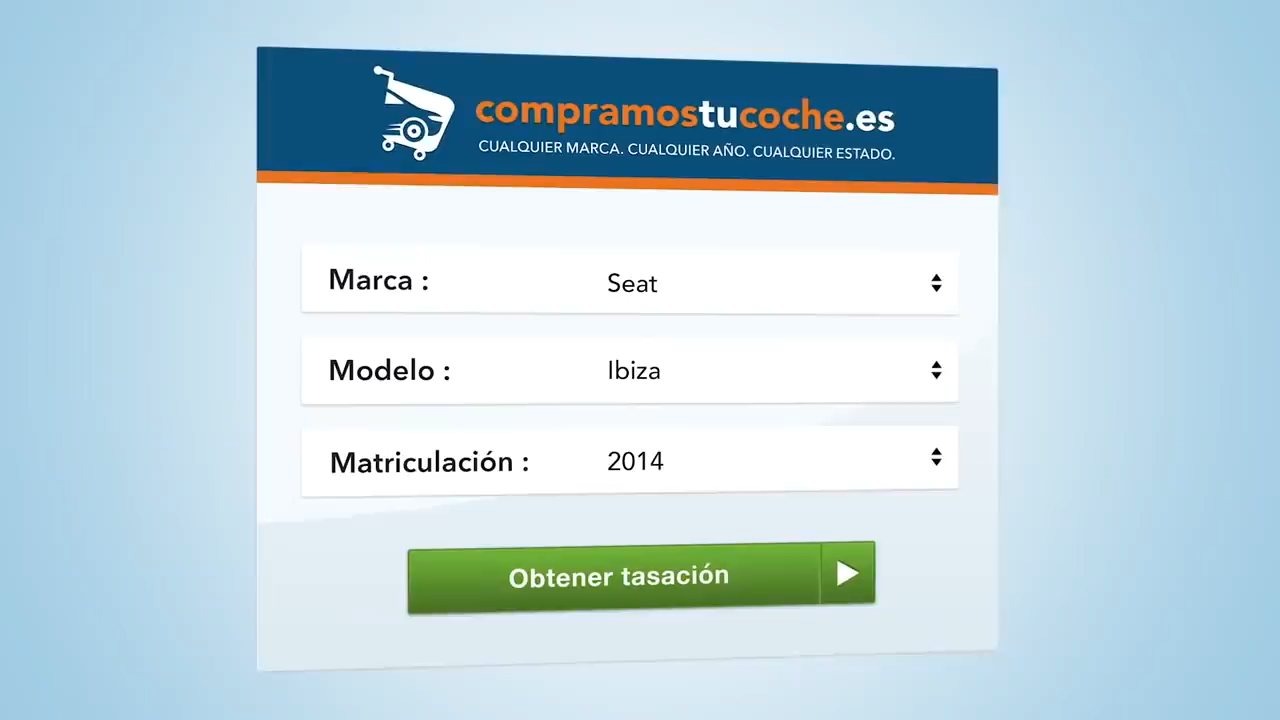 compramostucoche.es
CUALQUIER MARCA. CUALQUIER AÑO. CUALQUIER ESTADO.
Marca : Seat
Modelo : Ibiza
Matriculación : 2014
Obtener tasación